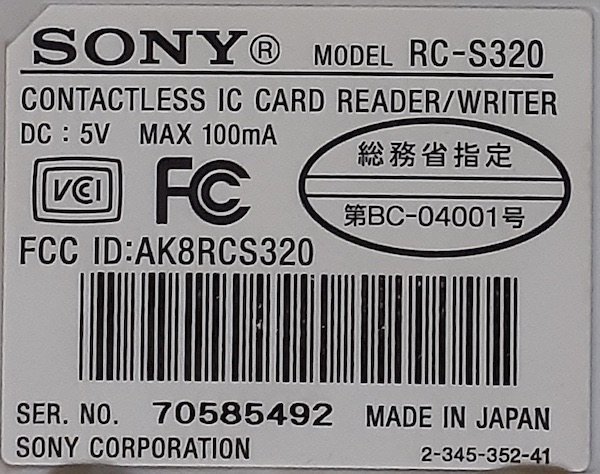 SONY® MODEL RC-S320
CONTACTLESS IC CARD READER/WRITER
DC : 5V MAX 100mA
総務省指定
VCI FC
第BC-04001号
FCC ID:AK8RCS320
SER. NO. 70585492 MADE IN JAPAN
SONY CORPORATION 2-345-352-41